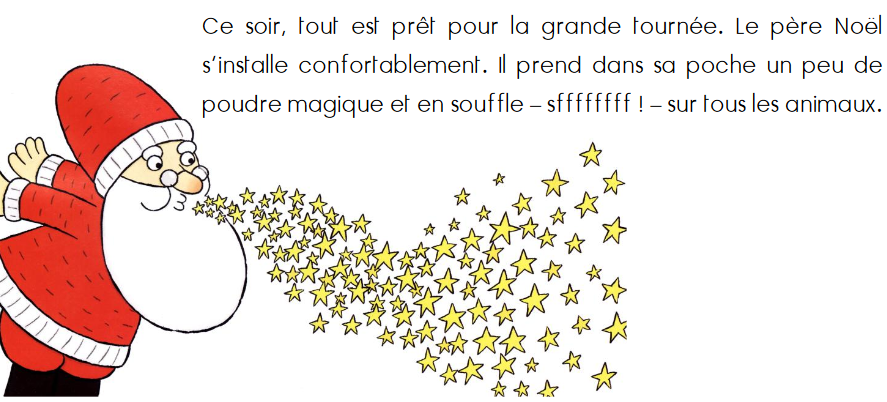 Ce soir, tout est prêt pour la grande tournée. Le père Noël
s'installe confortablement. Il prend dans sa poche un peu de
poudre magique et en souffle – sffffffff ! – sur tous les animaux.